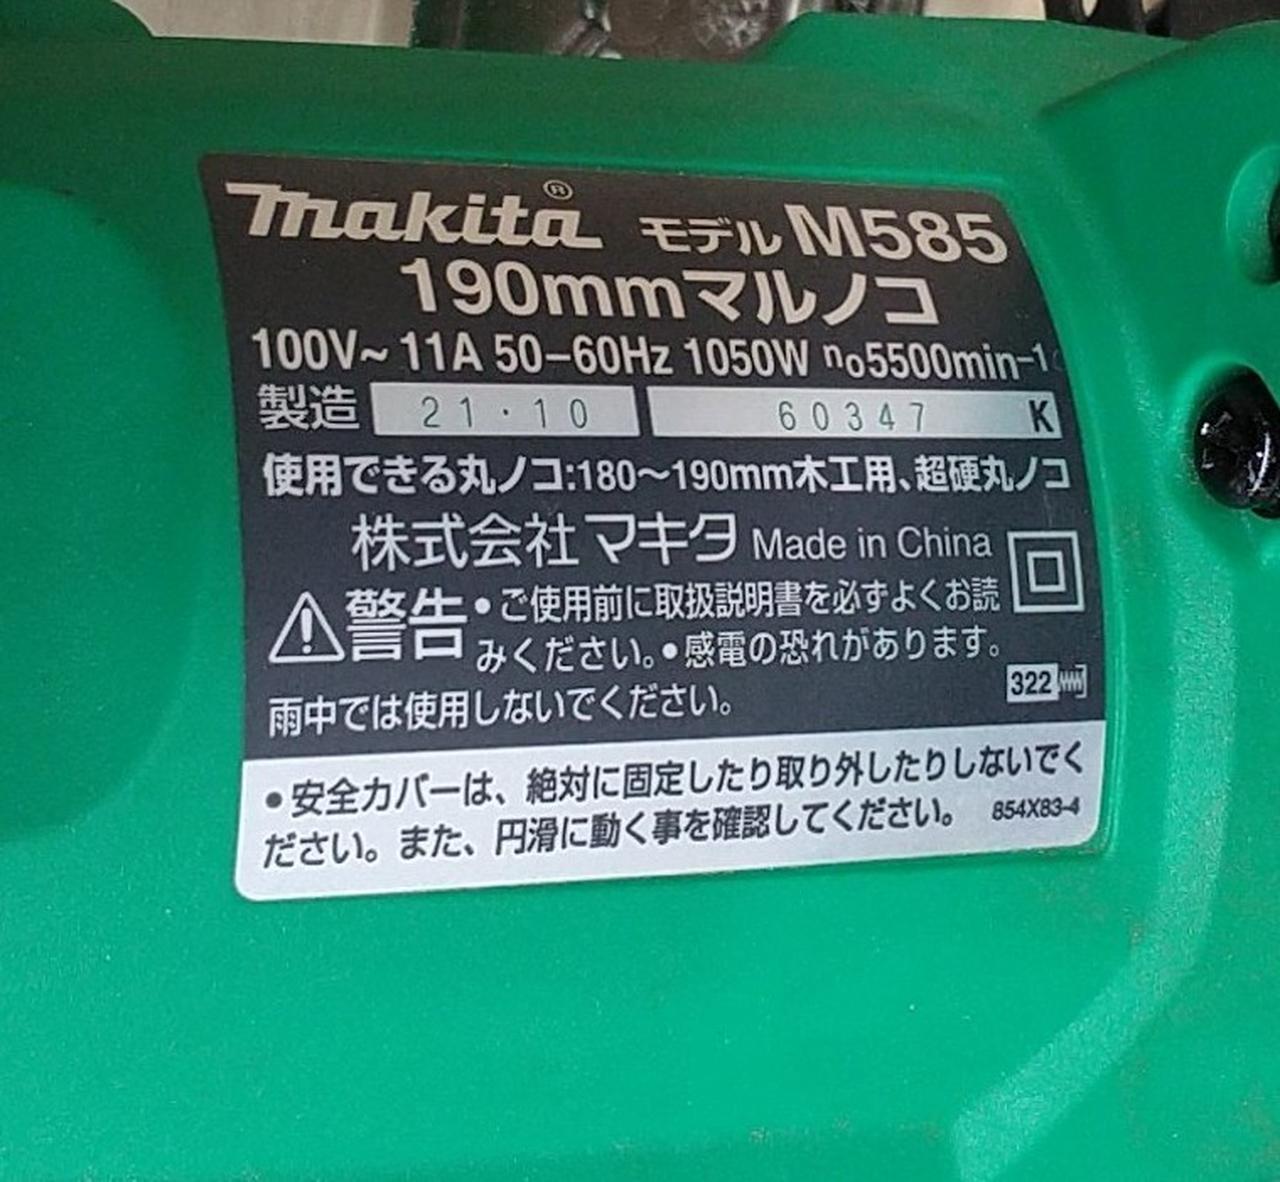 makita® モデル M585
190mmマルノコ
100V~ 11A 50-60Hz 1050W no5500min-1
製造 21・10 60347 K
使用できる丸ノコ:180～190mm木工用、超硬丸ノコ
株式会社マキタ Made in China
警告 •ご使用前に取扱説明書を必ずよくお読
みください。•感電の恐れがあります。
322
雨中では使用しないでください。
•安全カバーは、絶対に固定したり取り外したりしないでく
ださい。また、円滑に動く事を確認してください。 854X83-4